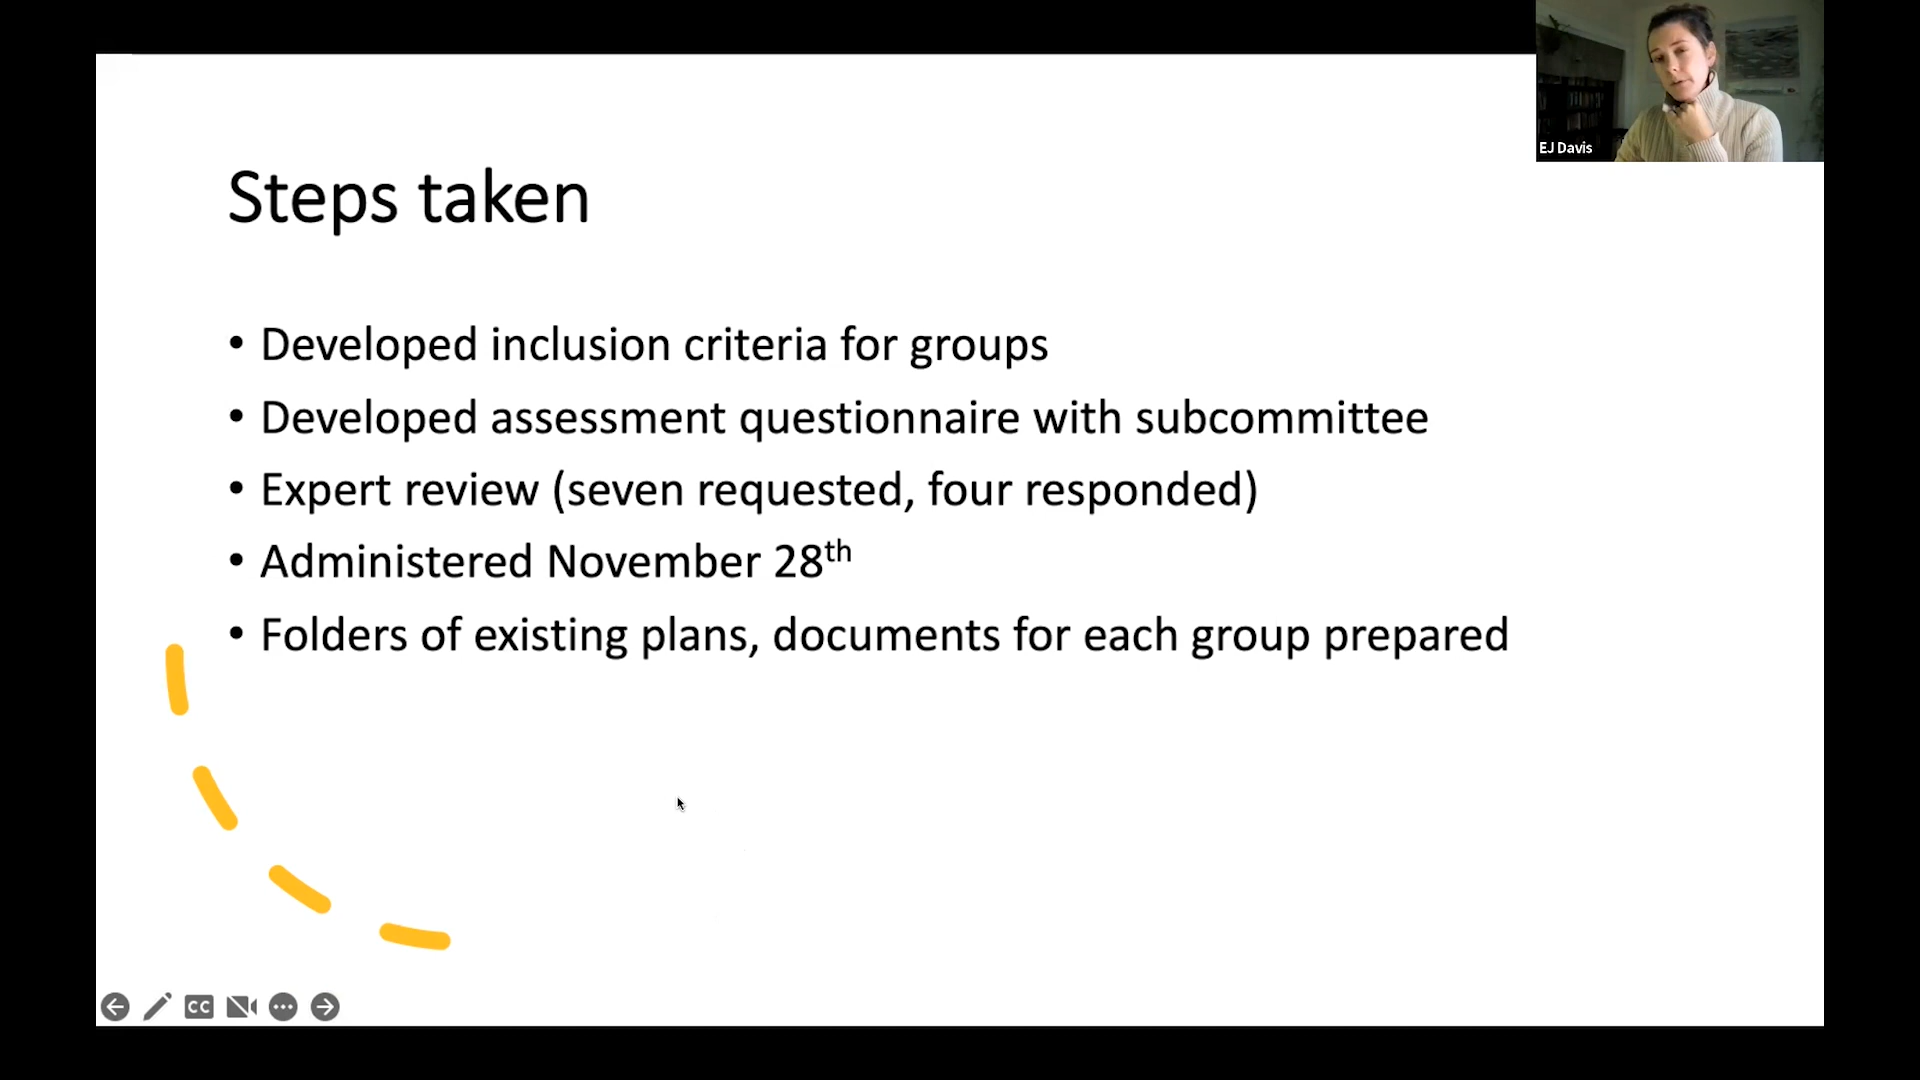 EJ Davis
Steps taken
• Developed inclusion criteria for groups
• Developed assessment questionnaire with subcommittee
• Expert review (seven requested, four responded)
• Administered November 28th
• Folders of existing plans, documents for each group prepared
CC